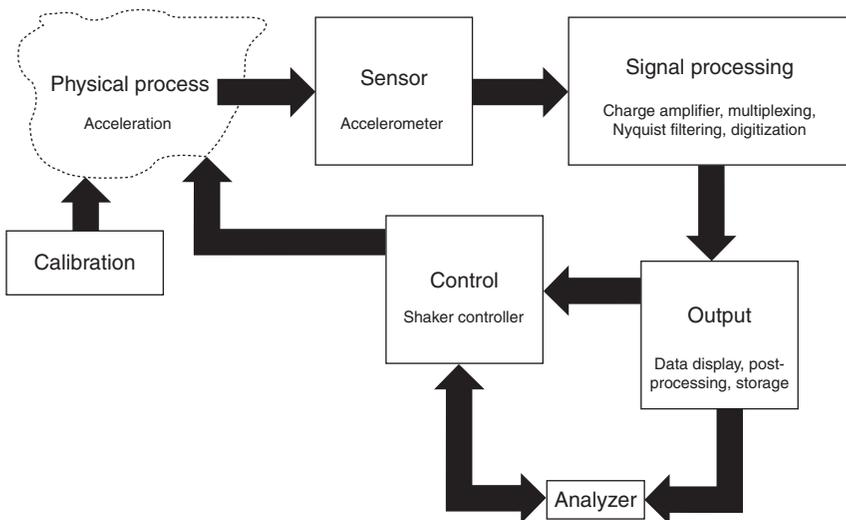 Physical process
Acceleration
Sensor
Accelerometer
Signal processing
Charge amplifier, multiplexing,
Nyquist filtering, digitization
Calibration
Control
Shaker controller
Output
Data display, post-
processing, storage
Analyzer